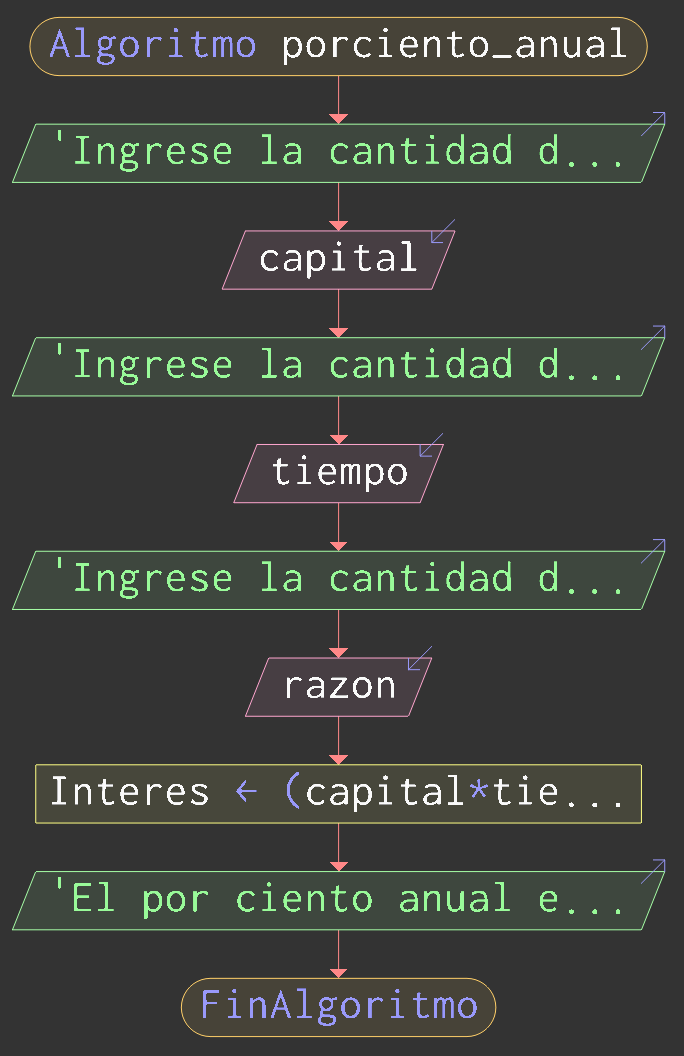 Algoritmo porciento_anual
'Ingrese la cantidad d...
capital
'Ingrese la cantidad d...
tiempo
'Ingrese la cantidad d...
razon
Interes ← (capital*tie...
'El por ciento anual e...
FinAlgoritmo